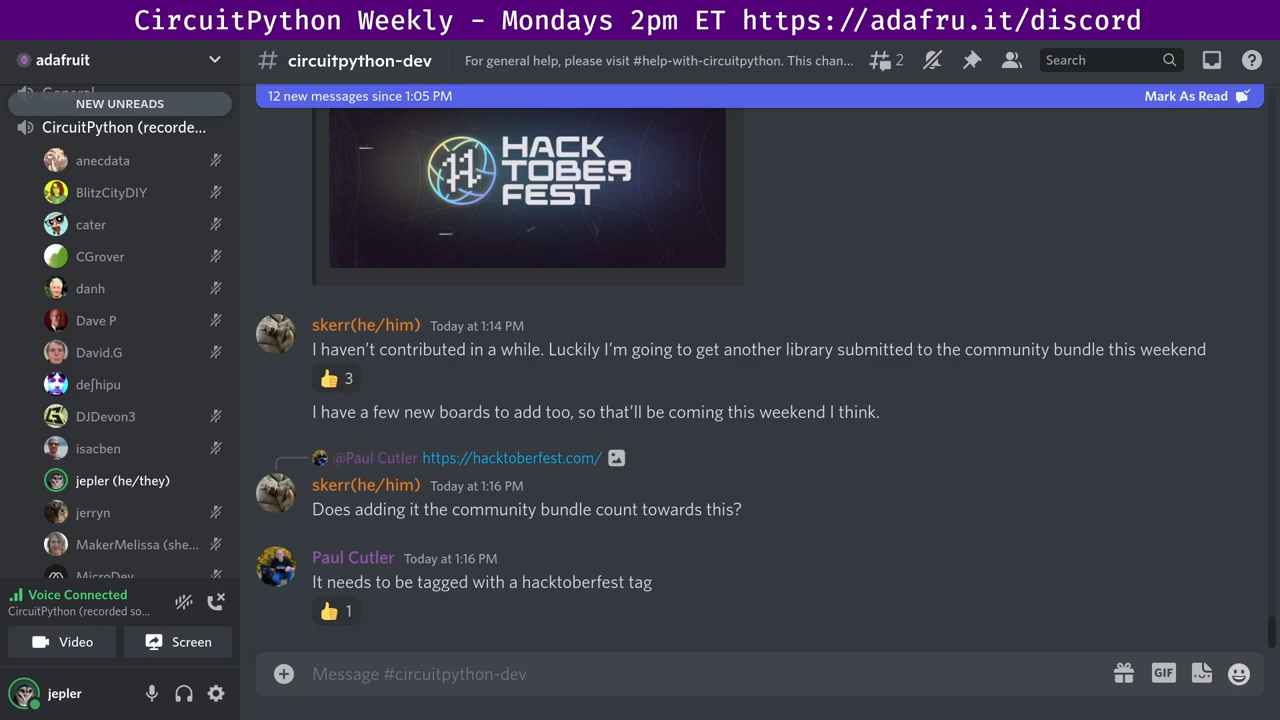 CircuitPython Weekly – Mondays 2pm ET https://adafru.it/discord
adafruit
# circuitpython-dev
For general help, please visit #help-with-circuitpython. This chan...
2
Search
General
NEW UNREADS
12 new messages since 1:05 PM
Mark As Read
CircuitPython (recorde...
anecdata
BlitzCityDIY
cater
CGrover
danh
Dave P
David.G
deʃhipu
DJDevon3
isacben
jepler (he/they)
jerryn
MakerMelissa (she...
MicroDev
HACK
TOBER
FEST
skerr(he/him) Today at 1:14 PM
I haven't contributed in a while. Luckily I'm going to get another library submitted to the community bundle this weekend
3
I have a few new boards to add too, so that'll be coming this weekend I think.
@Paul Cutler https://hacktoberfest.com/
skerr(he/him) Today at 1:16 PM
Does adding it the community bundle count towards this?
Paul Cutler Today at 1:16 PM
It needs to be tagged with a hacktoberfest tag
1
Voice Connected
CircuitPython (recorded so...
Video
Screen
jepler
Message #circuitpython-dev
GIF